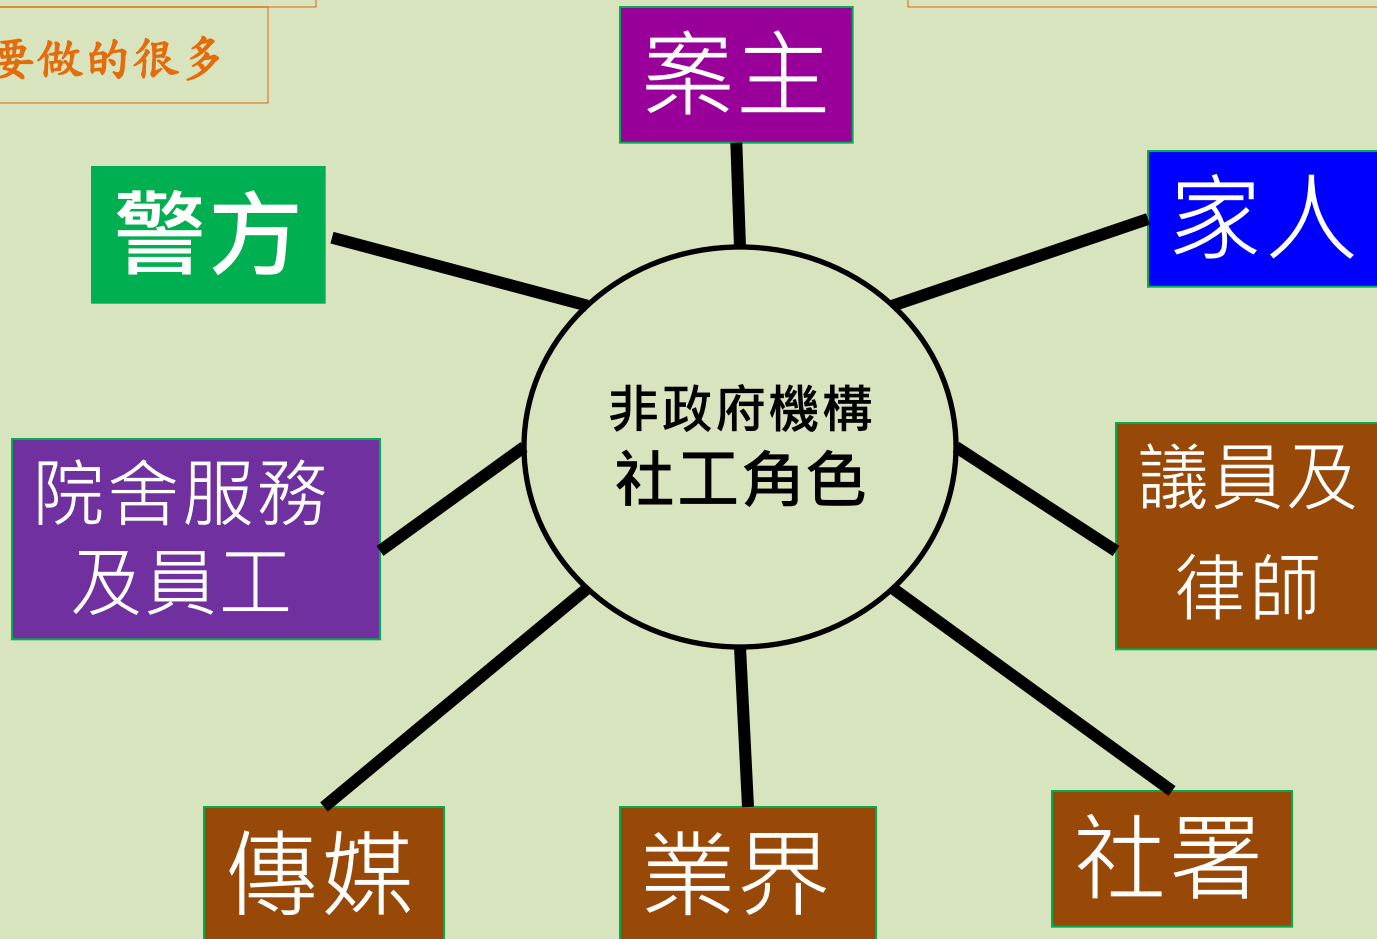 要做的很多
案主
警方
家人
非政府機構
社工角色
院舍服務
及員工
議員及
律師
傳媒
業界
社署